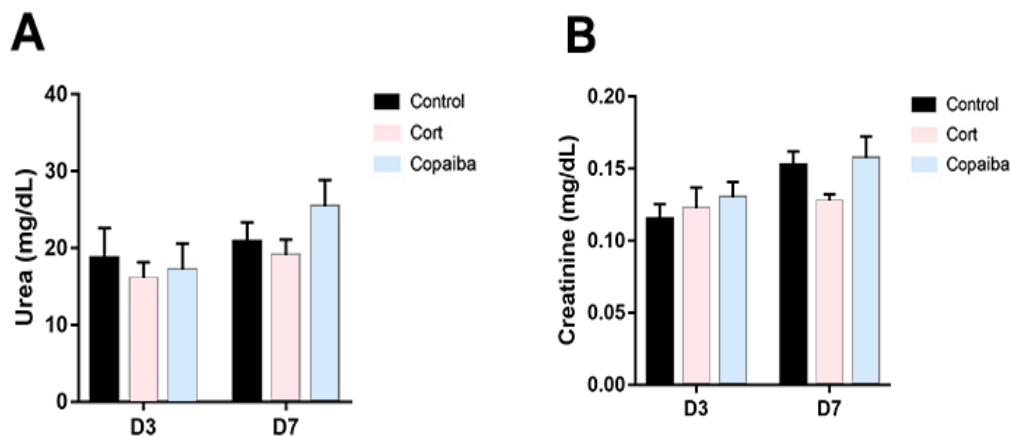 A
Urea (mg/dL)
40
30
20
10
0
D3
D7
Control
Cort
Copaiba
B
Creatinine (mg/dL)
0.20
0.15
0.10
0.05
0.00
D3
D7
Control
Cort
Copaiba